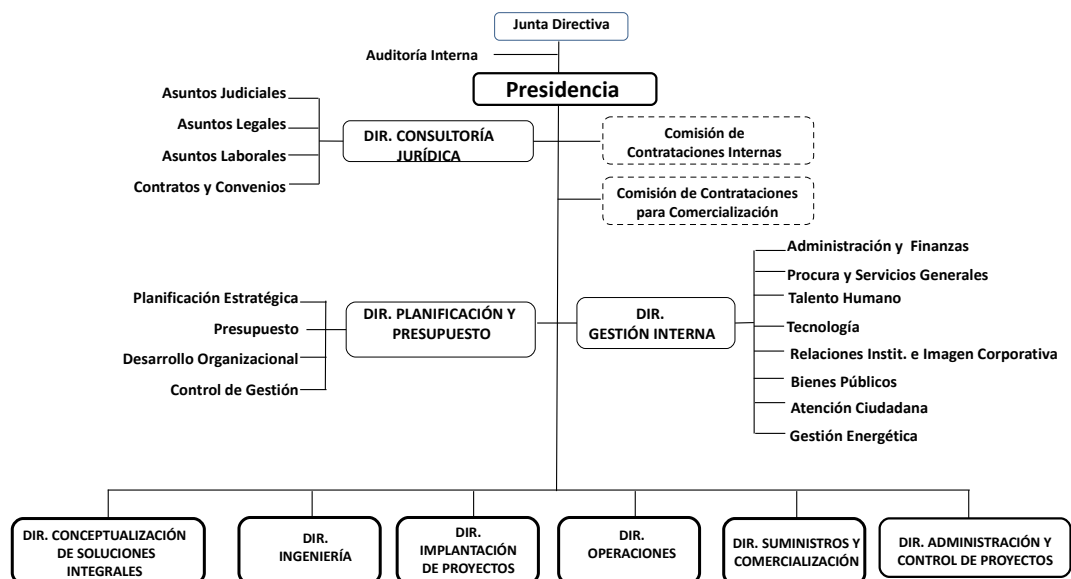 Junta Directiva
Auditoría Interna
Presidencia
Asuntos Judiciales
Asuntos Legales
Asuntos Laborales
Contratos y Convenios
DIR. CONSULTORÍA
JURÍDICA
Comisión de
Contrataciones Internas
Comisión de Contrataciones
para Comercialización
Planificación Estratégica
Presupuesto
Desarrollo Organizacional
Control de Gestión
DIR. PLANIFICACIÓN Y
PRESUPUESTO
DIR.
GESTIÓN INTERNA
Administración y Finanzas
Procura y Servicios Generales
Talento Humano
Tecnología
Relaciones Instit. e Imagen Corporativa
Bienes Públicos
Atención Ciudadana
Gestión Energética
DIR. CONCEPTUALIZACIÓN
DE SOLUCIONES
INTEGRALES
DIR.
INGENIERÍA
DIR.
IMPLANTACIÓN
DE PROYECTOS
DIR.
OPERACIONES
DIR. SUMINISTROS Y
COMERCIALIZACIÓN
DIR. ADMINISTRACIÓN Y
CONTROL DE PROYECTOS